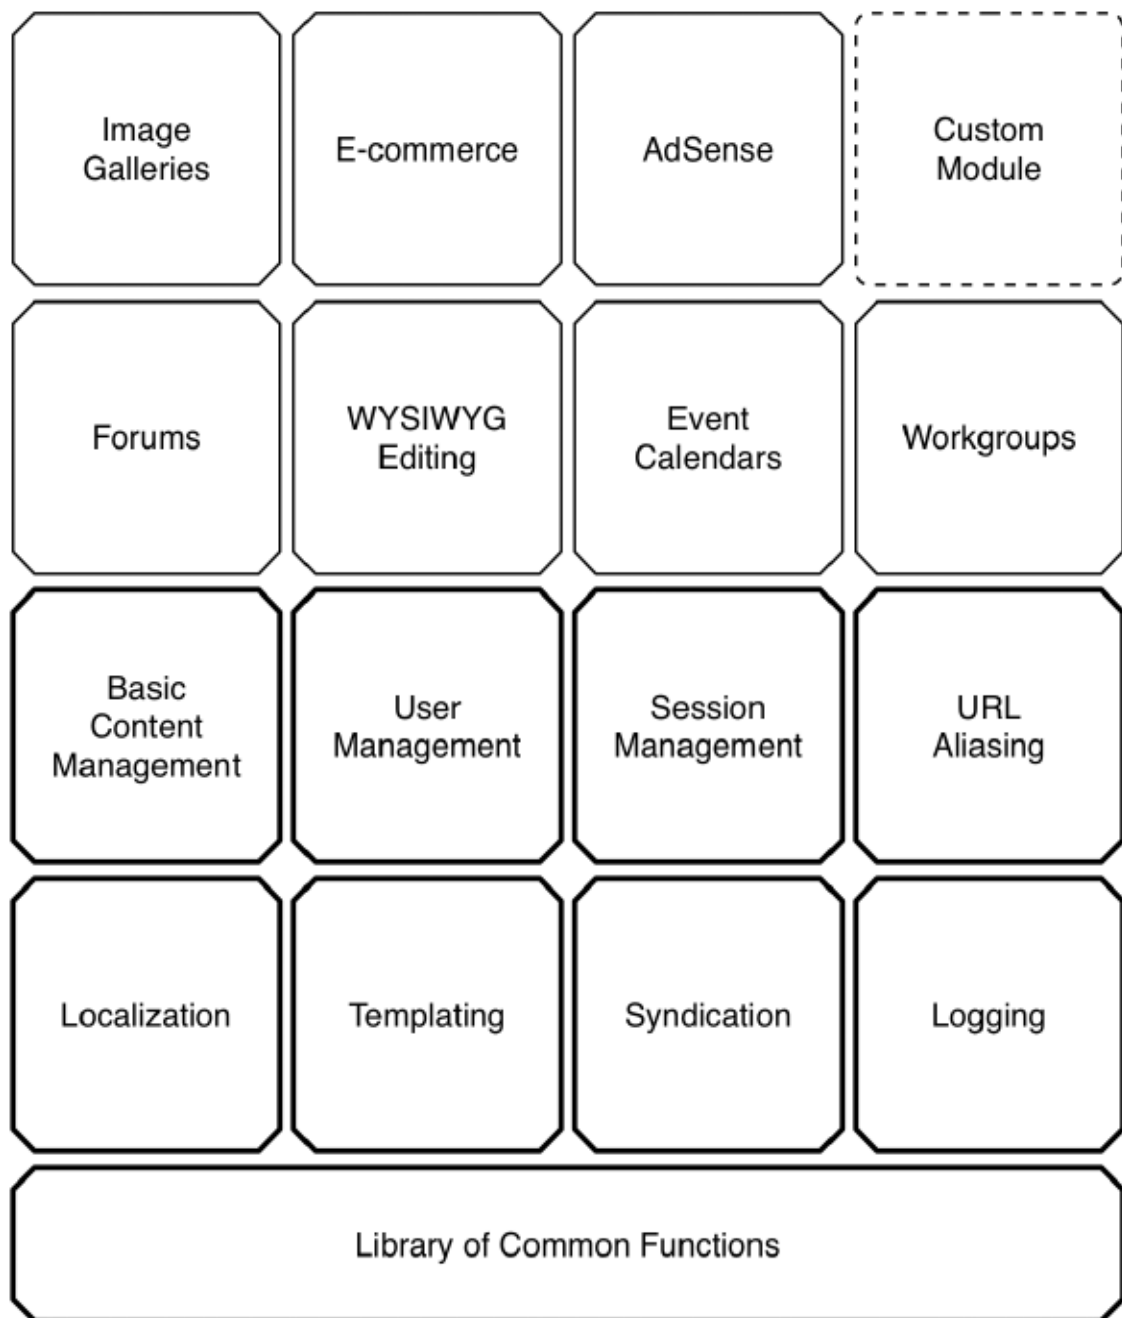 Image
Galleries
E-commerce
AdSense
Custom
Module
Forums
WYSIWYG
Editing
Event
Calendars
Workgroups
Basic
Content
Management
User
Management
Session
Management
URL
Aliasing
Localization
Templating
Syndication
Logging
Library of Common Functions